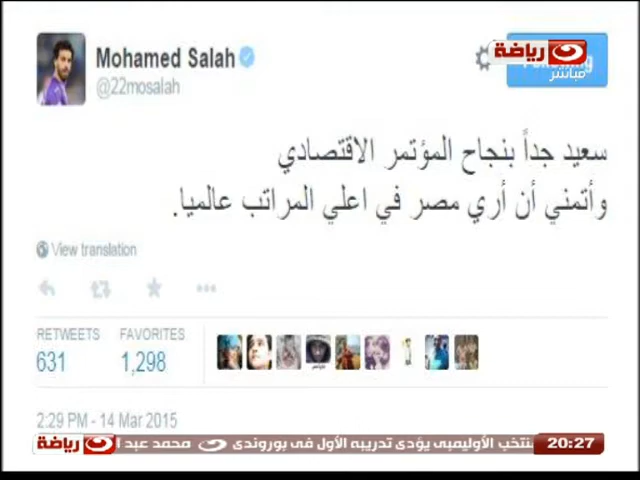 Mohamed Salah
@22mosalah
رياضة
مباشر
سعيد جداً بنجاح المؤتمر الاقتصادي
وأتمني أن أري مصر في اعلي المراتب عالميا.
View translation
RETWEETS FAVORITES
631 1,298
2:29 PM - 14 Mar 2015
20:27 منتخب الأوليمبى يؤدى تدريبه الأول فى بوروندى محمد عبد رياضة